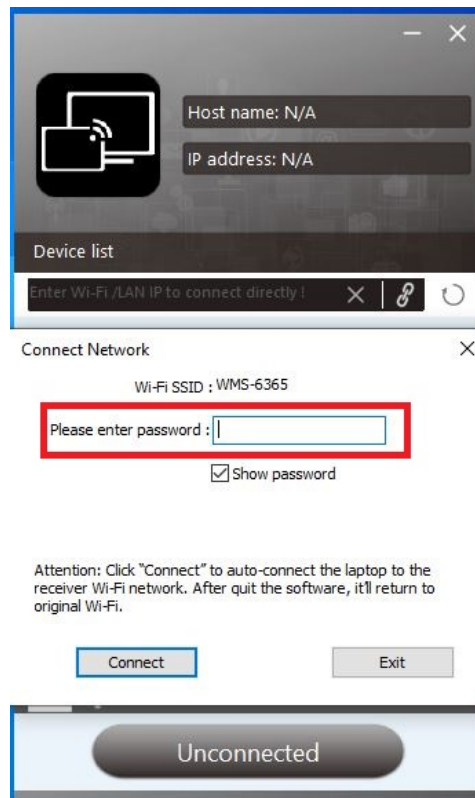 Host name: N/A
IP address: N/A
Device list
Enter Wi-Fi /LAN IP to connect directly !
Connect Network
Wi-Fi SSID : WMS-6365
Please enter password :
Show password
Attention: Click "Connect" to auto-connect the laptop to the
receiver Wi-Fi network. After quit the software, it'll return to
original Wi-Fi.
Connect
Exit
Unconnected